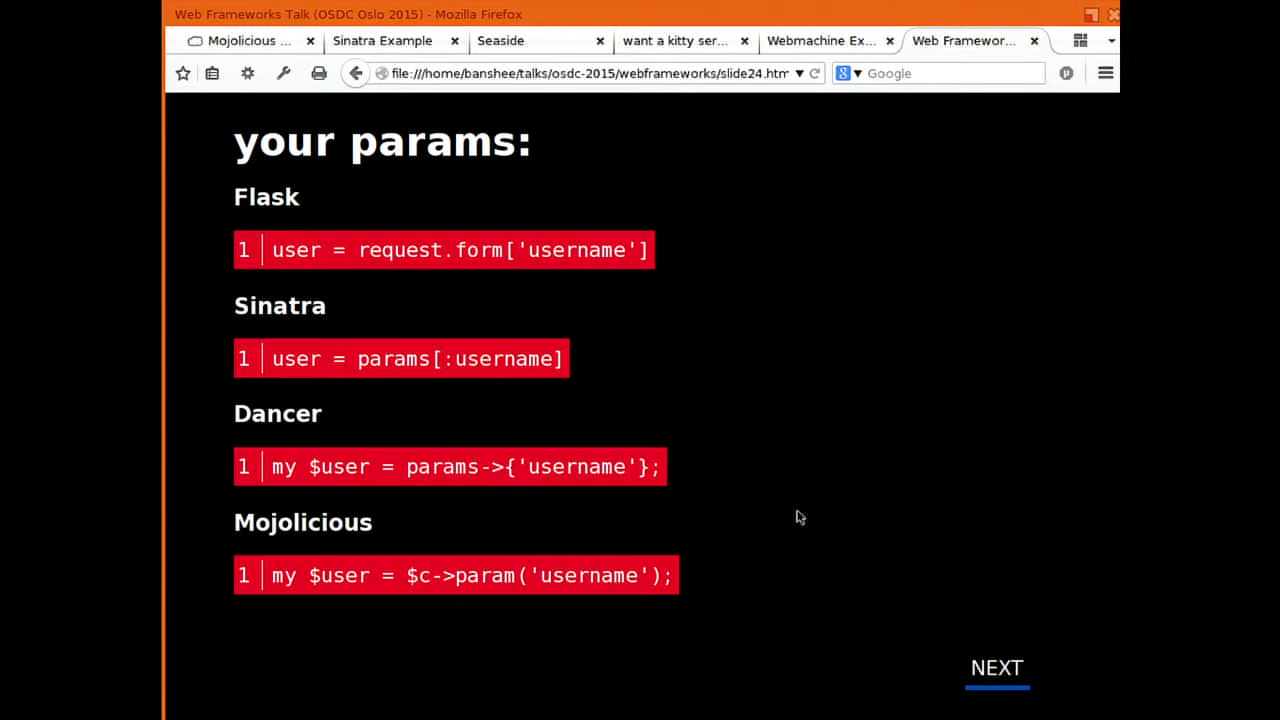 Web Frameworks Talk (OSDC Oslo 2015) - Mozilla Firefox
Mojolicious ...
Sinatra Example
Seaside
want a kitty ser...
Webmachine Ex...
Web Framewor...
file:///home/banshee/talks/osdc-2015/webframeworks/slide24.htm
Google
your params:
Flask
1 user = request.form['username']
Sinatra
1 user = params[:username]
Dancer
1 my $user = params->{'username'};
Mojolicious
1 my $user = $c->param('username');
NEXT